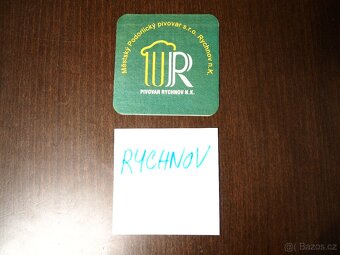 Městský Podorlický pivovar s.r.o. Rychnov n.K.
R
PIVOVAR RYCHNOV N.K.
RYCHNOV
© Bazos.cz